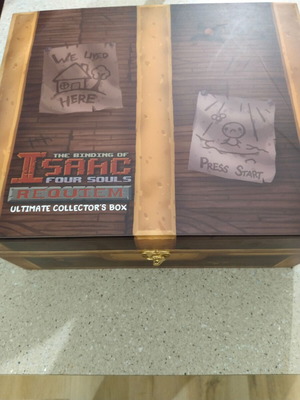 WE LIVED
HERE
PRESS START
THE BINDING OF
ISAAC
FOUR SOULS
REQUIEM
ULTIMATE COLLECTOR'S BOX